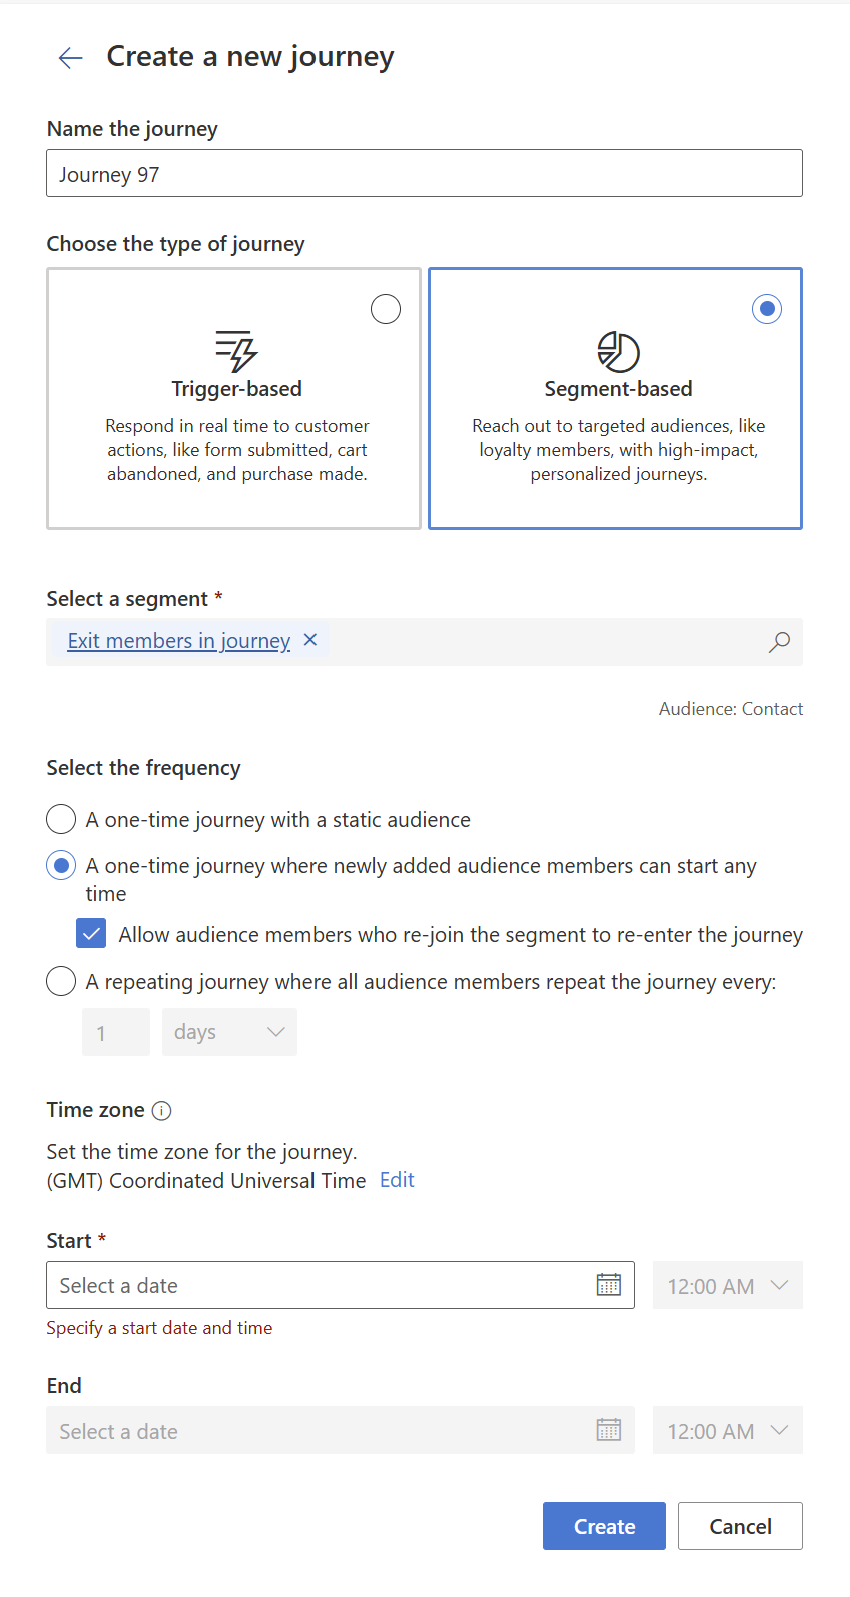 Create a new journey
Name the journey
Journey 97
Choose the type of journey
Trigger-based
Respond in real time to customer
actions, like form submitted, cart
abandoned, and purchase made.
Segment-based
Reach out to targeted audiences, like
loyalty members, with high-impact,
personalized journeys.
Select a segment *
Exit members in journey
Audience: Contact
Select the frequency
A one-time journey with a static audience
A one-time journey where newly added audience members can start any
time
Allow audience members who re-join the segment to re-enter the journey
A repeating journey where all audience members repeat the journey every:
1 days
Time zone
Set the time zone for the journey.
(GMT) Coordinated Universal Time Edit
Start *
Select a date 12:00 AM
Specify a start date and time
End
Select a date 12:00 AM
Create Cancel